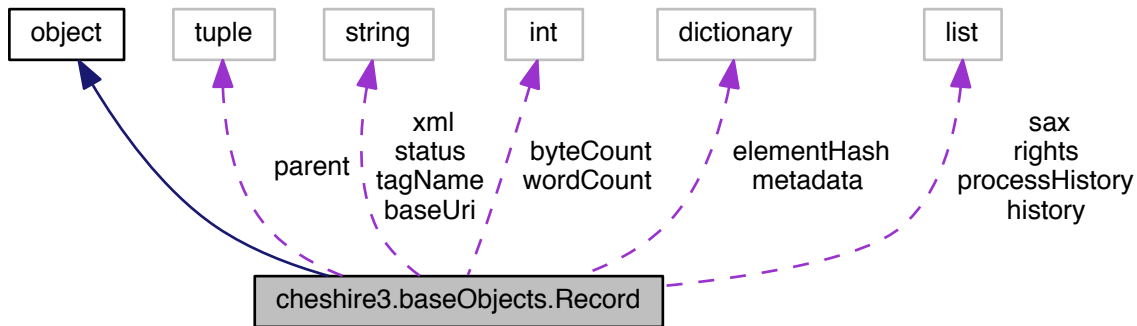 object
tuple
string
int
dictionary
list
parent
xml
status
tagName
baseUri
byteCount
wordCount
elementHash
metadata
sax
rights
processHistory
history
cheshire3.baseObjects.Record